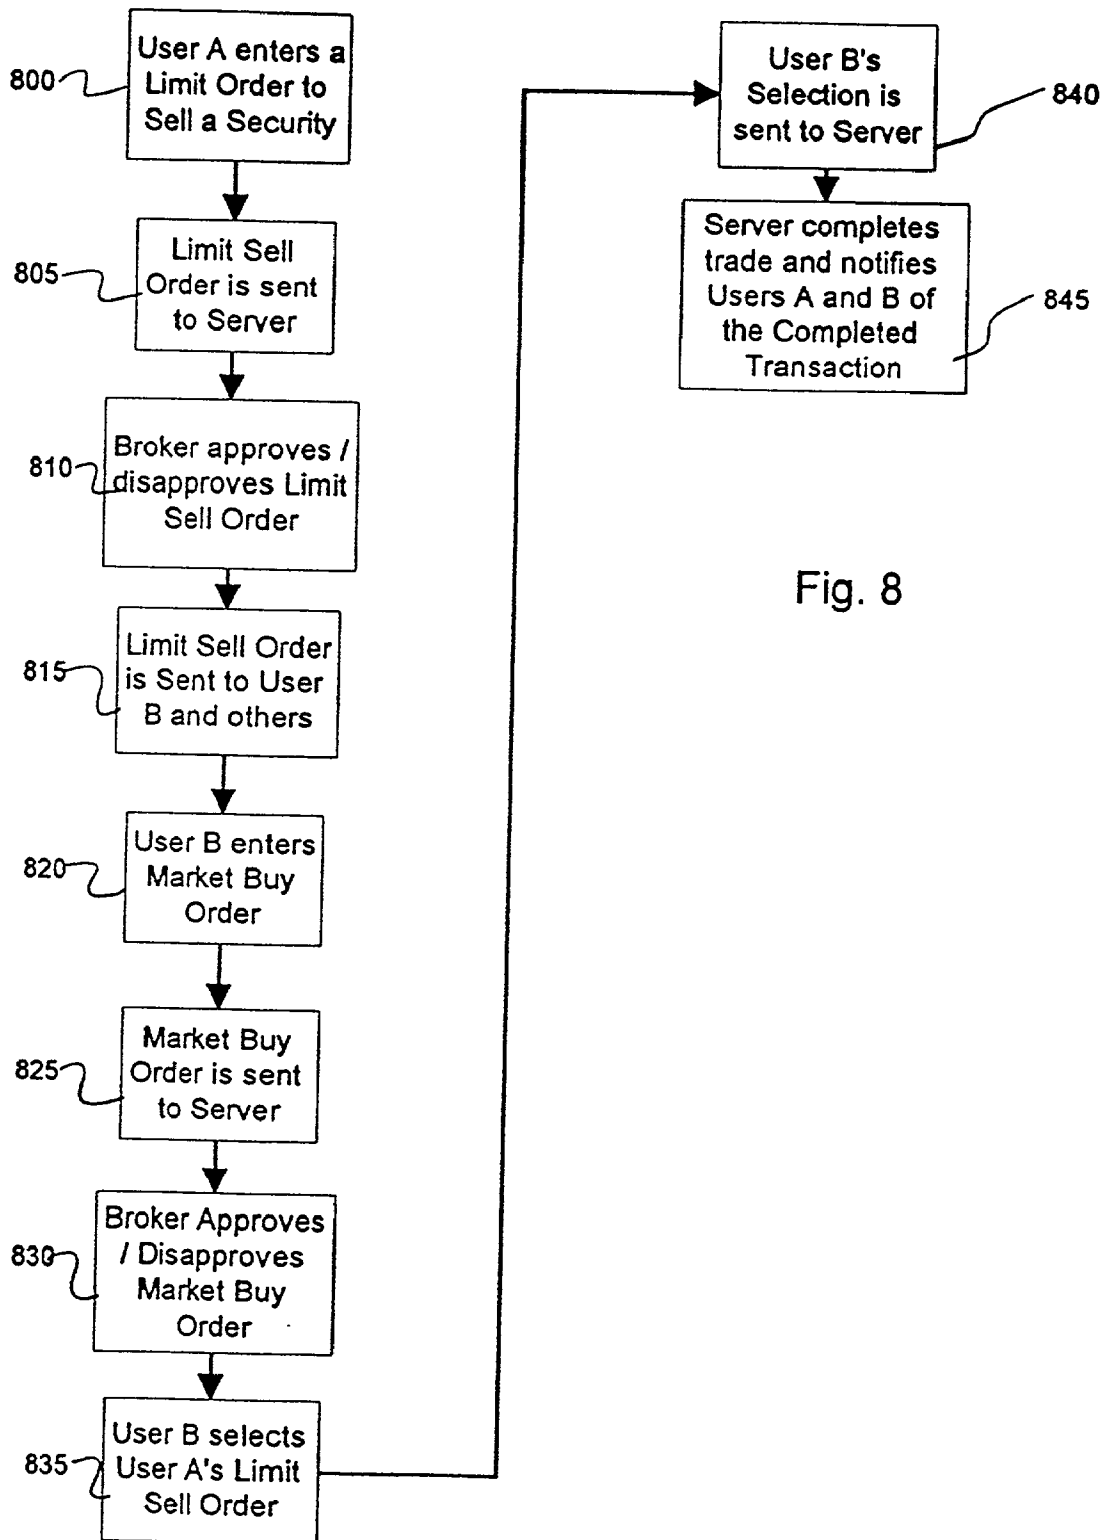 800
User A enters a
Limit Order to
Sell a Security
805
Limit Sell
Order is sent
to Server
810
Broker approves /
disapproves Limit
Sell Order
815
Limit Sell Order
is Sent to User
B and others
820
User B enters
Market Buy
Order
825
Market Buy
Order is sent
to Server
830
Broker Approves
/ Disapproves
Market Buy
Order
835
User B selects
User A's Limit
Sell Order
User B's
Selection is
sent to Server
840
Server completes
trade and notifies
Users A and B of
the Completed
Transaction
845
Fig. 8